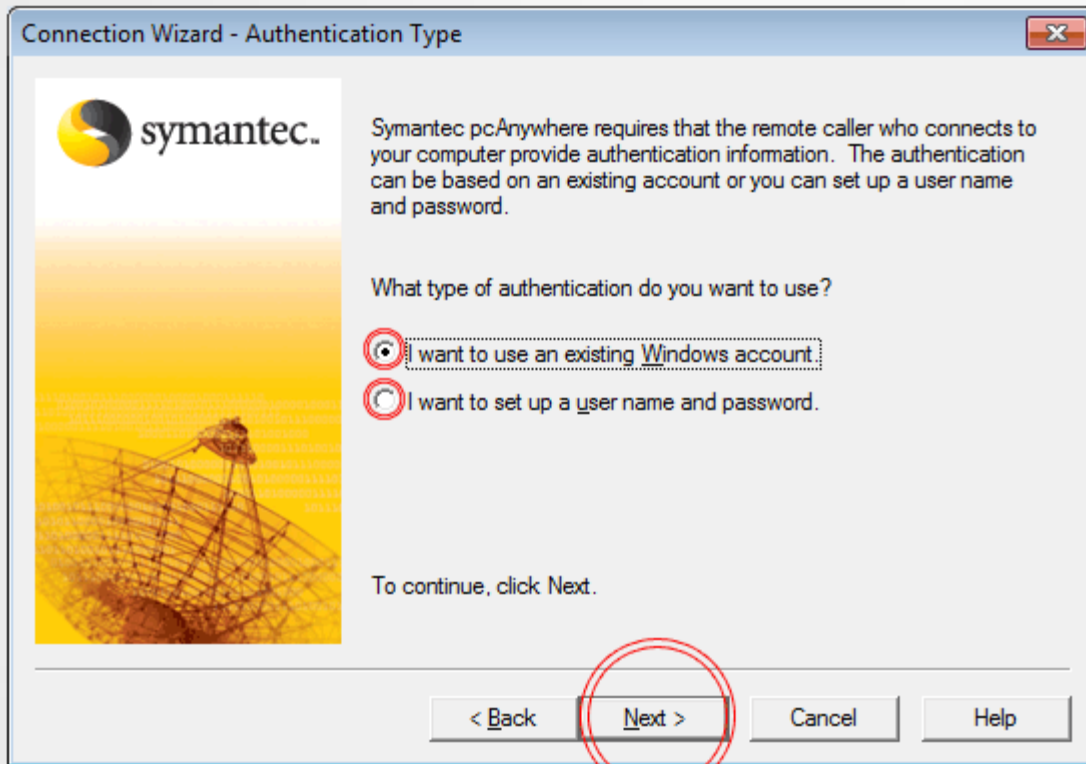 Connection Wizard - Authentication Type
symantec.
Symantec pcAnywhere requires that the remote caller who connects to
your computer provide authentication information. The authentication
can be based on an existing account or you can set up a user name
and password.
What type of authentication do you want to use?
I want to use an existing Windows account.
I want to set up a user name and password.
To continue, click Next.
< Back
Next >
Cancel
Help